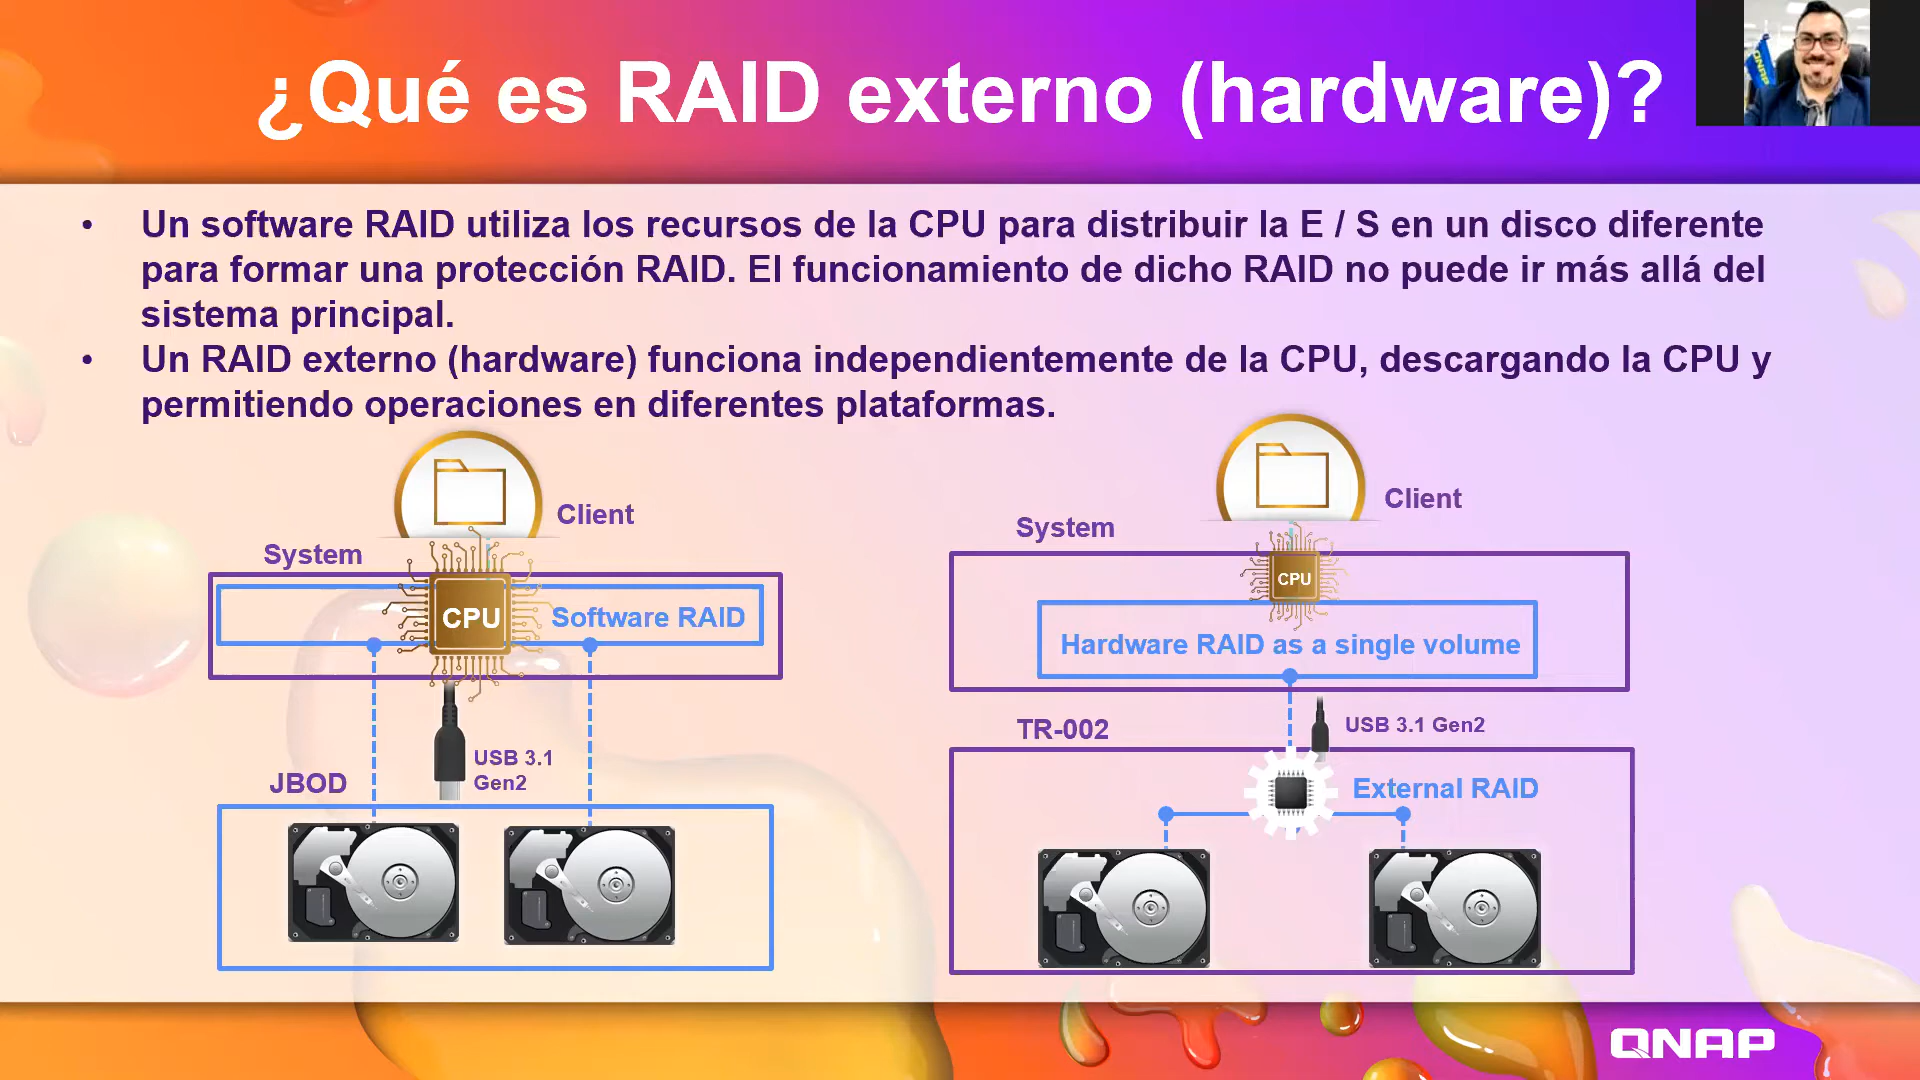 ¿Qué es RAID externo (hardware)?
QNAP
• Un software RAID utiliza los recursos de la CPU para distribuir la E / S en un disco diferente
para formar una protección RAID. El funcionamiento de dicho RAID no puede ir más allá del
sistema principal.
• Un RAID externo (hardware) funciona independientemente de la CPU, descargando la CPU y
permitiendo operaciones en diferentes plataformas.
Client
System
CPU
Software RAID
USB 3.1
Gen2
JBOD
Client
System
CPU
Hardware RAID as a single volume
TR-002
USB 3.1 Gen2
External RAID
QNAP